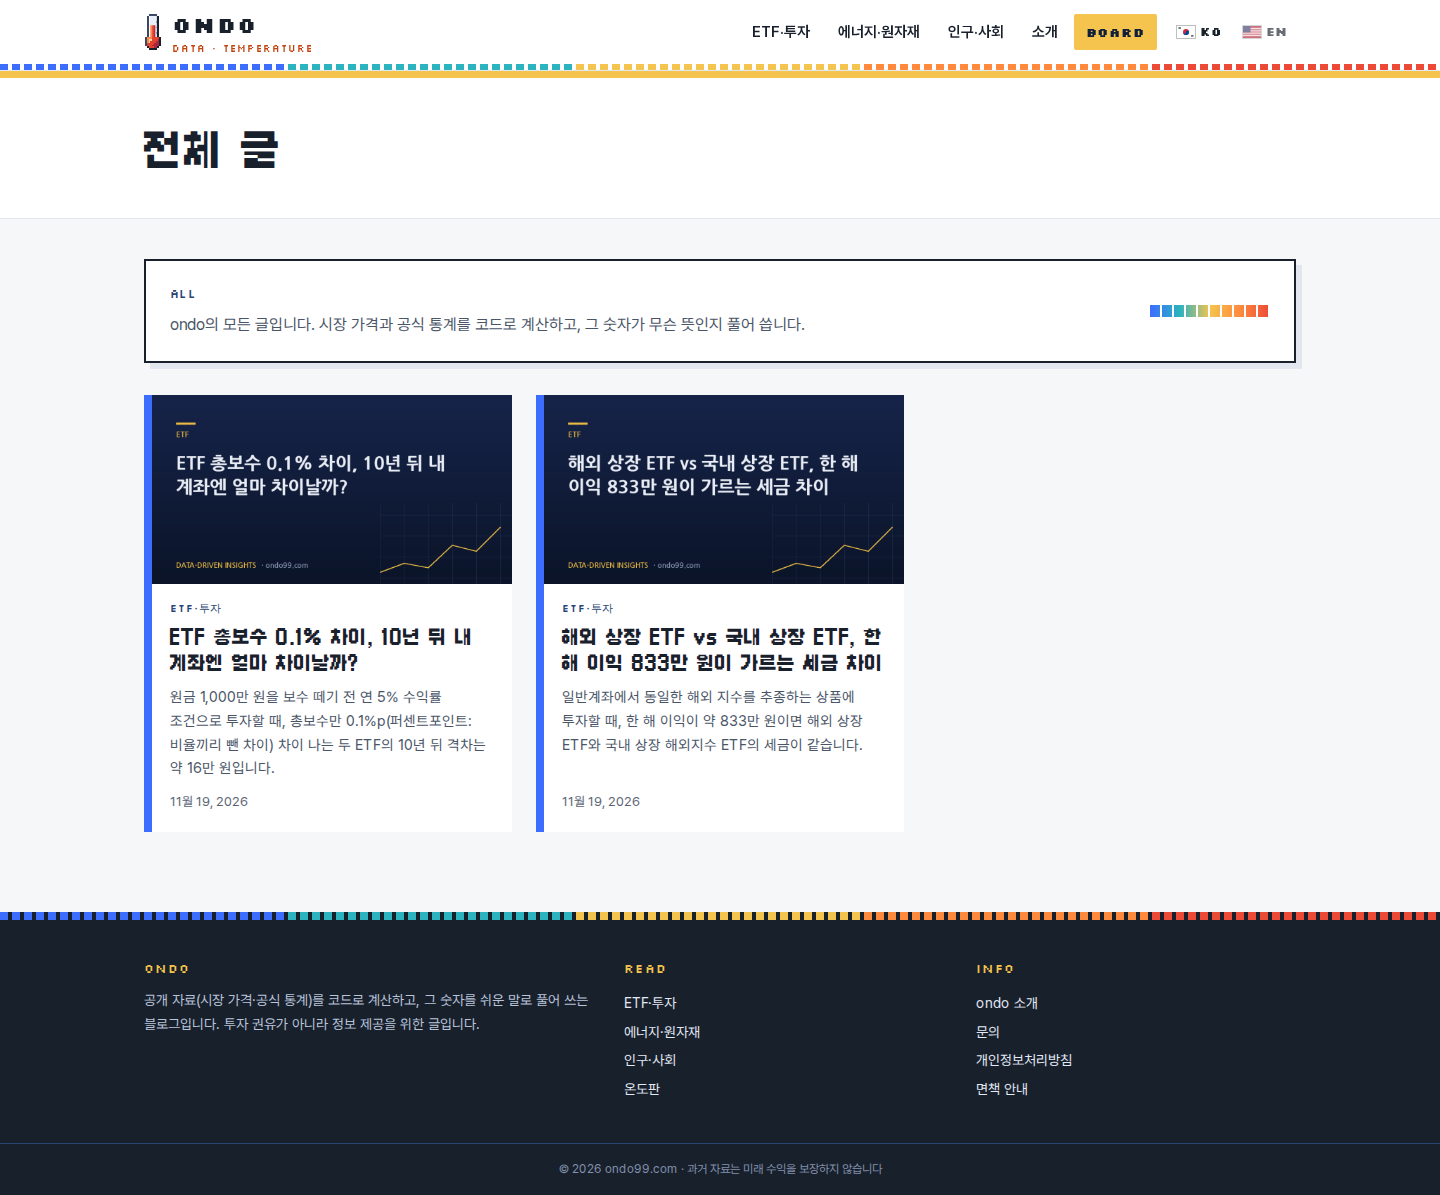 ONDO
DATA · TEMPERATURE
ETF·투자
에너지·원자재
인구·사회
소개
BOARD
KO
EN
전체 글
ALL
ondo의 모든 글입니다. 시장 가격과 공식 통계를 코드로 계산하고, 그 숫자가 무슨 뜻인지 풀어 씁니다.
ETF
ETF 총보수 0.1% 차이, 10년 뒤 내
계좌엔 얼마 차이날까?
DATA-DRIVEN INSIGHTS · ondo99.com
ETF·투자
ETF 총보수 0.1% 차이, 10년 뒤 내
계좌엔 얼마 차이날까?
원금 1,000만 원을 보수 떼기 전 연 5% 수익률
조건으로 투자할 때, 총보수만 0.1%p(퍼센트포인트:
비율끼리 뺀 차이) 차이 나는 두 ETF의 10년 뒤 격차는
약 16만 원입니다.
11월 19, 2026
ETF
해외 상장 ETF vs 국내 상장 ETF, 한 해
이익 833만 원이 가르는 세금 차이
DATA-DRIVEN INSIGHTS · ondo99.com
ETF·투자
해외 상장 ETF vs 국내 상장 ETF, 한
해 이익 833만 원이 가르는 세금 차이
일반계좌에서 동일한 해외 지수를 추종하는 상품에
투자할 때, 한 해 이익이 약 833만 원이면 해외 상장
ETF와 국내 상장 해외지수 ETF의 세금이 같습니다.
11월 19, 2026
ONDO
공개 자료(시장 가격·공식 통계)를 코드로 계산하고, 그 숫자를 쉬운 말로 풀어 쓰는
블로그입니다. 투자 권유가 아니라 정보 제공을 위한 글입니다.
READ
ETF·투자
에너지·원자재
인구·사회
온도판
INFO
ondo 소개
문의
개인정보처리방침
면책 안내
© 2026 ondo99.com · 과거 자료는 미래 수익을 보장하지 않습니다